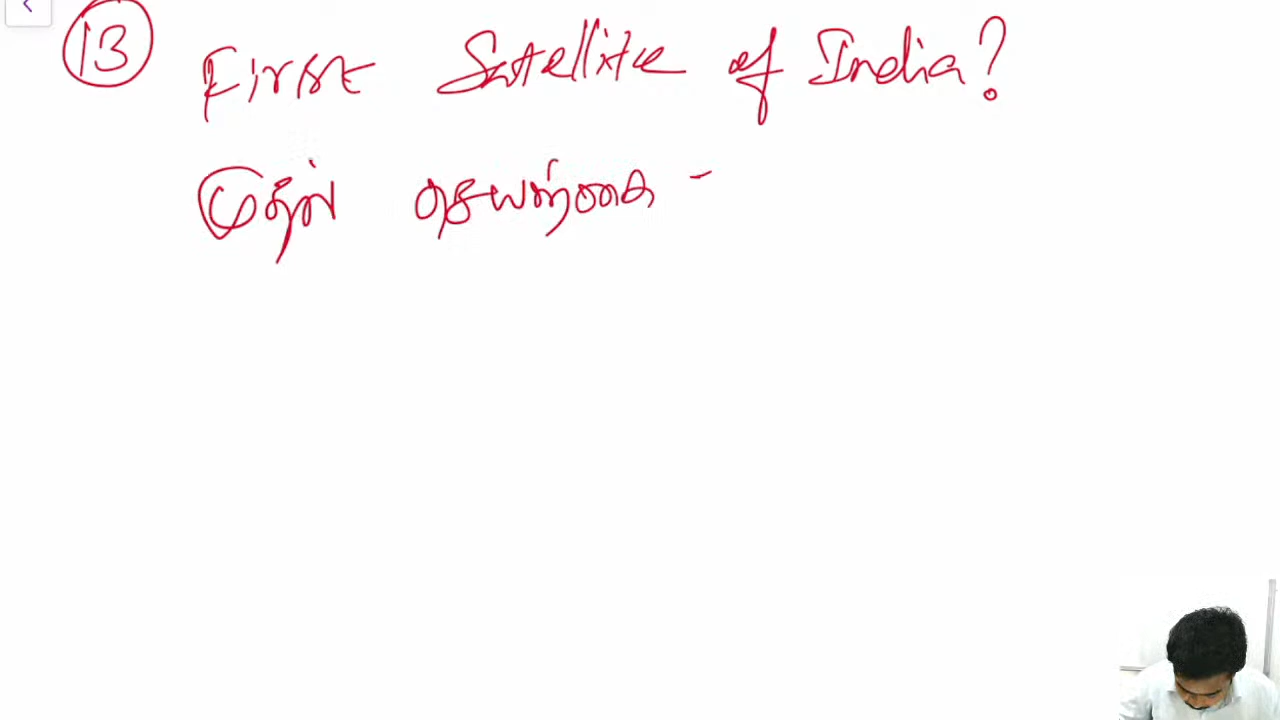 13 First Satellite of India?
முதல் செயற்கை -